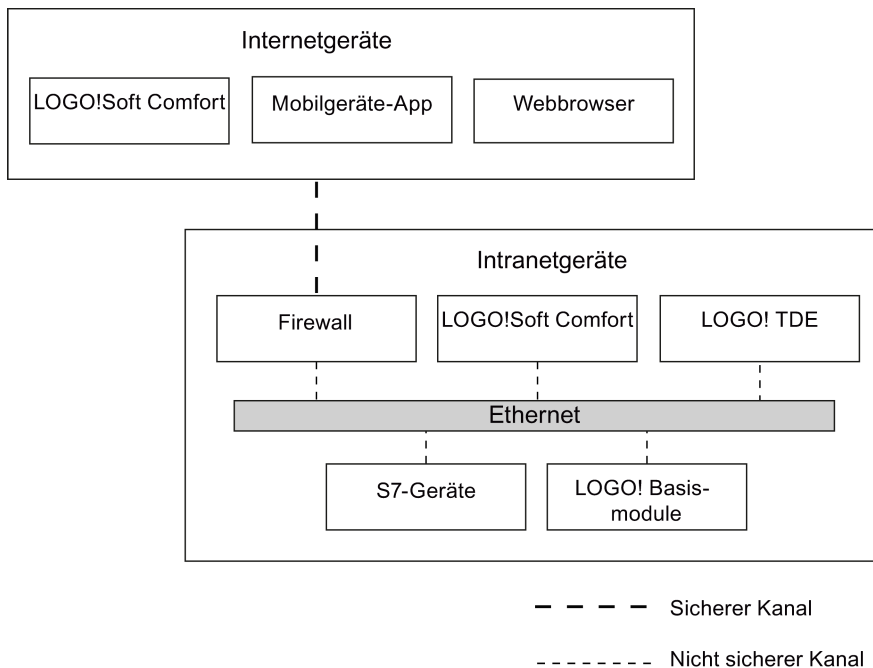 Internetgeräte
LOGO!Soft Comfort
Mobilgeräte-App
Webbrowser
Intranetgeräte
Firewall
LOGO!Soft Comfort
LOGO! TDE
Ethernet
S7-Geräte
LOGO! Basis-
module
Sicherer Kanal
Nicht sicherer Kanal